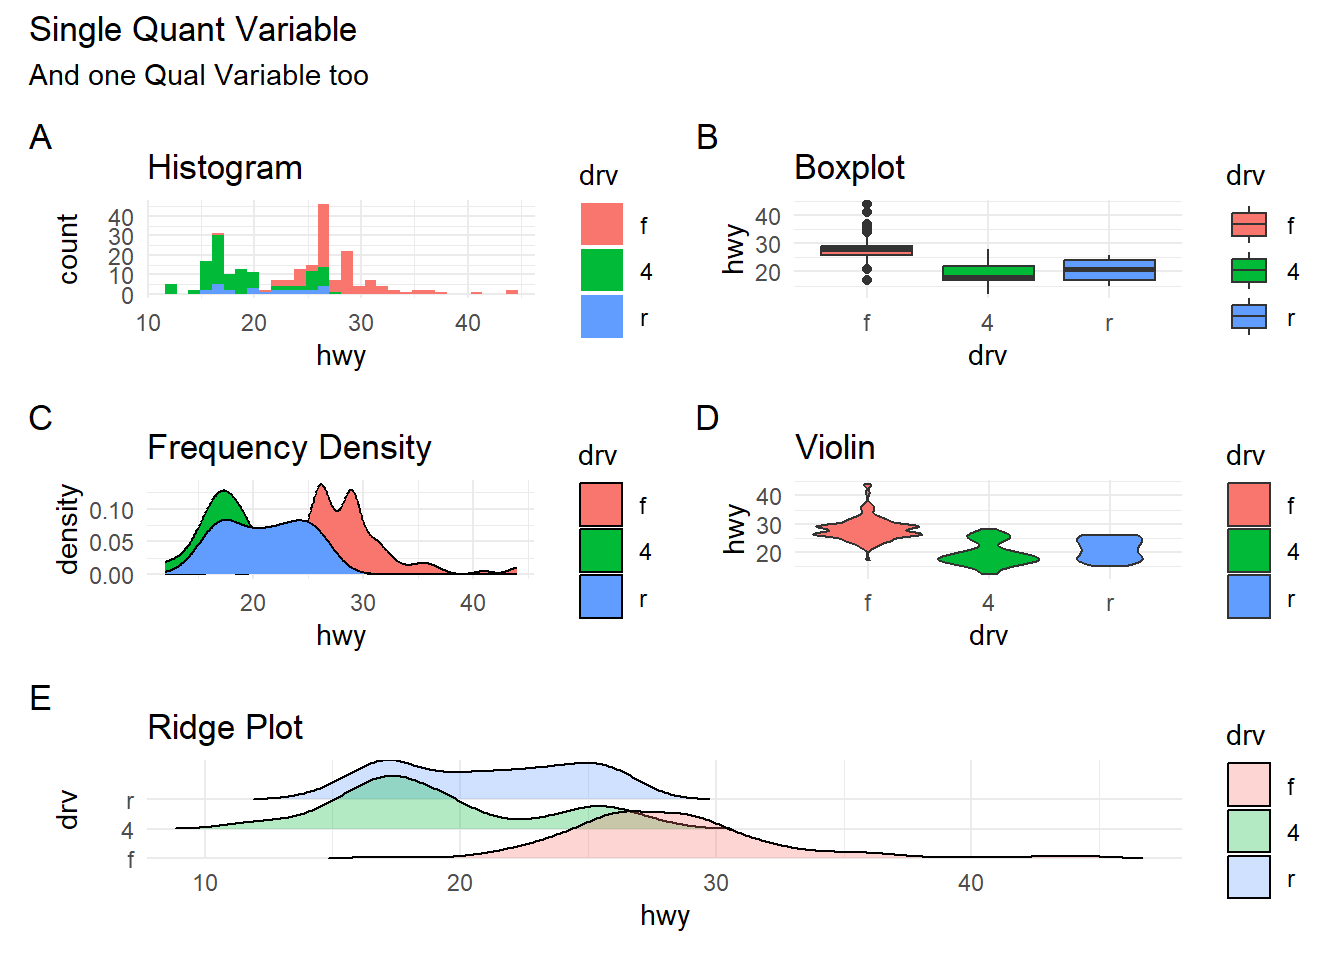 Single Quant Variable
And one Qual Variable too
A
Histogram
count
40
30
20
10
0
10 20 30 40
hwy
drv
f
4
r
B
Boxplot
hwy
40
30
20
f 4 r
drv
drv
f
4
r
C
Frequency Density
density
0.10
0.05
0.00
20 30 40
hwy
drv
f
4
r
D
Violin
hwy
40
30
20
f 4 r
drv
drv
f
4
r
E
Ridge Plot
drv
r
4
f
10 20 30 40
hwy
drv
f
4
r